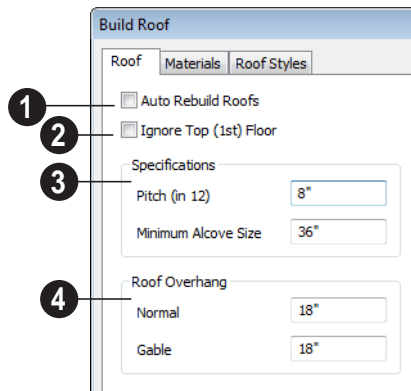 Build Roof
Roof Materials Roof Styles
1 Auto Rebuild Roofs
2 Ignore Top (1st) Floor
Specifications
3 Pitch (in 12) 8"
Minimum Alcove Size 36"
Roof Overhang
4 Normal 18"
Gable 18"